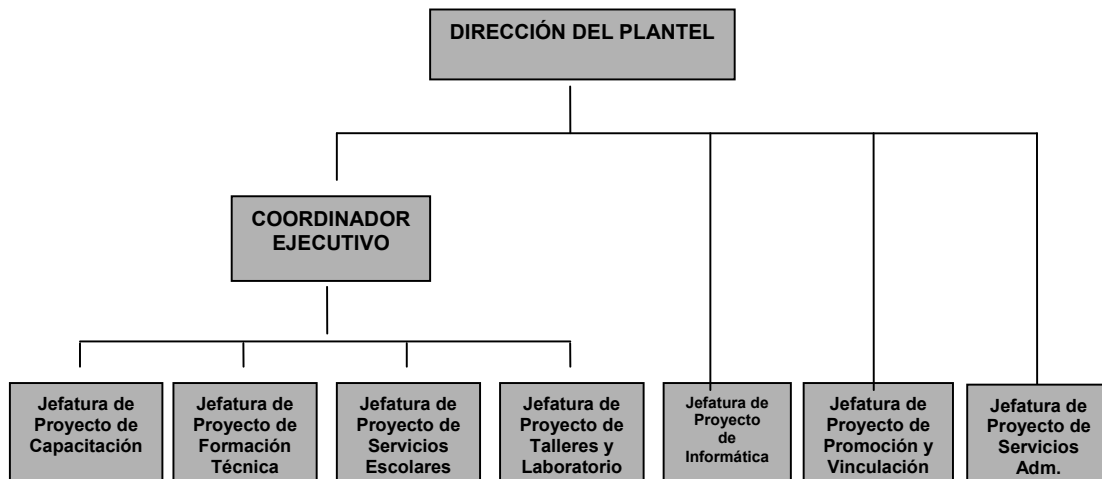 DIRECCIÓN DEL PLANTEL
COORDINADOR
EJECUTIVO
Jefatura de
Proyecto de
Capacitación
Jefatura de
Proyecto de
Formación
Técnica
Jefatura de
Proyecto de
Servicios
Escolares
Jefatura de
Proyecto de
Talleres y
Laboratorio
Jefatura de
Proyecto
de
Informática
Jefatura de
Proyecto de
Promoción y
Vinculación
Jefatura de
Proyecto de
Servicios
Adm.